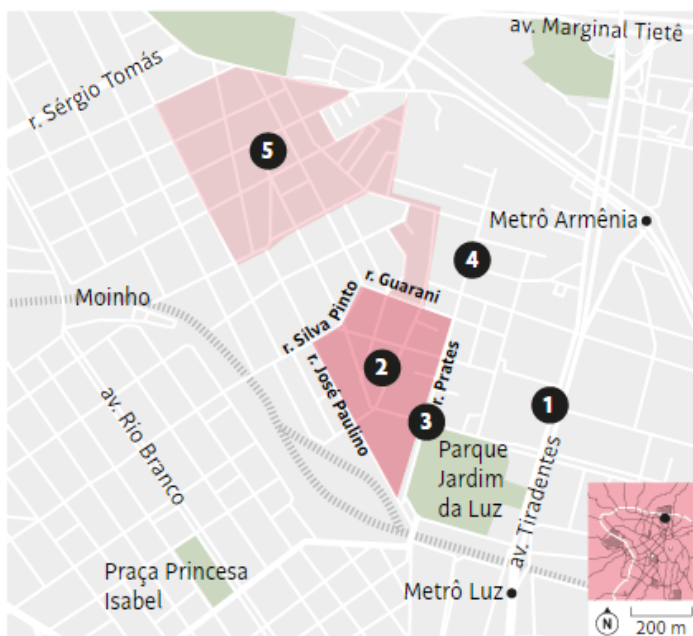 av. Marginal Tietê
r. Sérgio Tomás
5
Metrô Armênia
4
r. Guarani
Moinho
r. Silva Pinto
2
r. Prates
r. José Paulino
1
3
av. Rio Branco
Parque
Jardim
da Luz
av. Tiradentes
Praça Princesa
Isabel
Metrô Luz
N
200 m